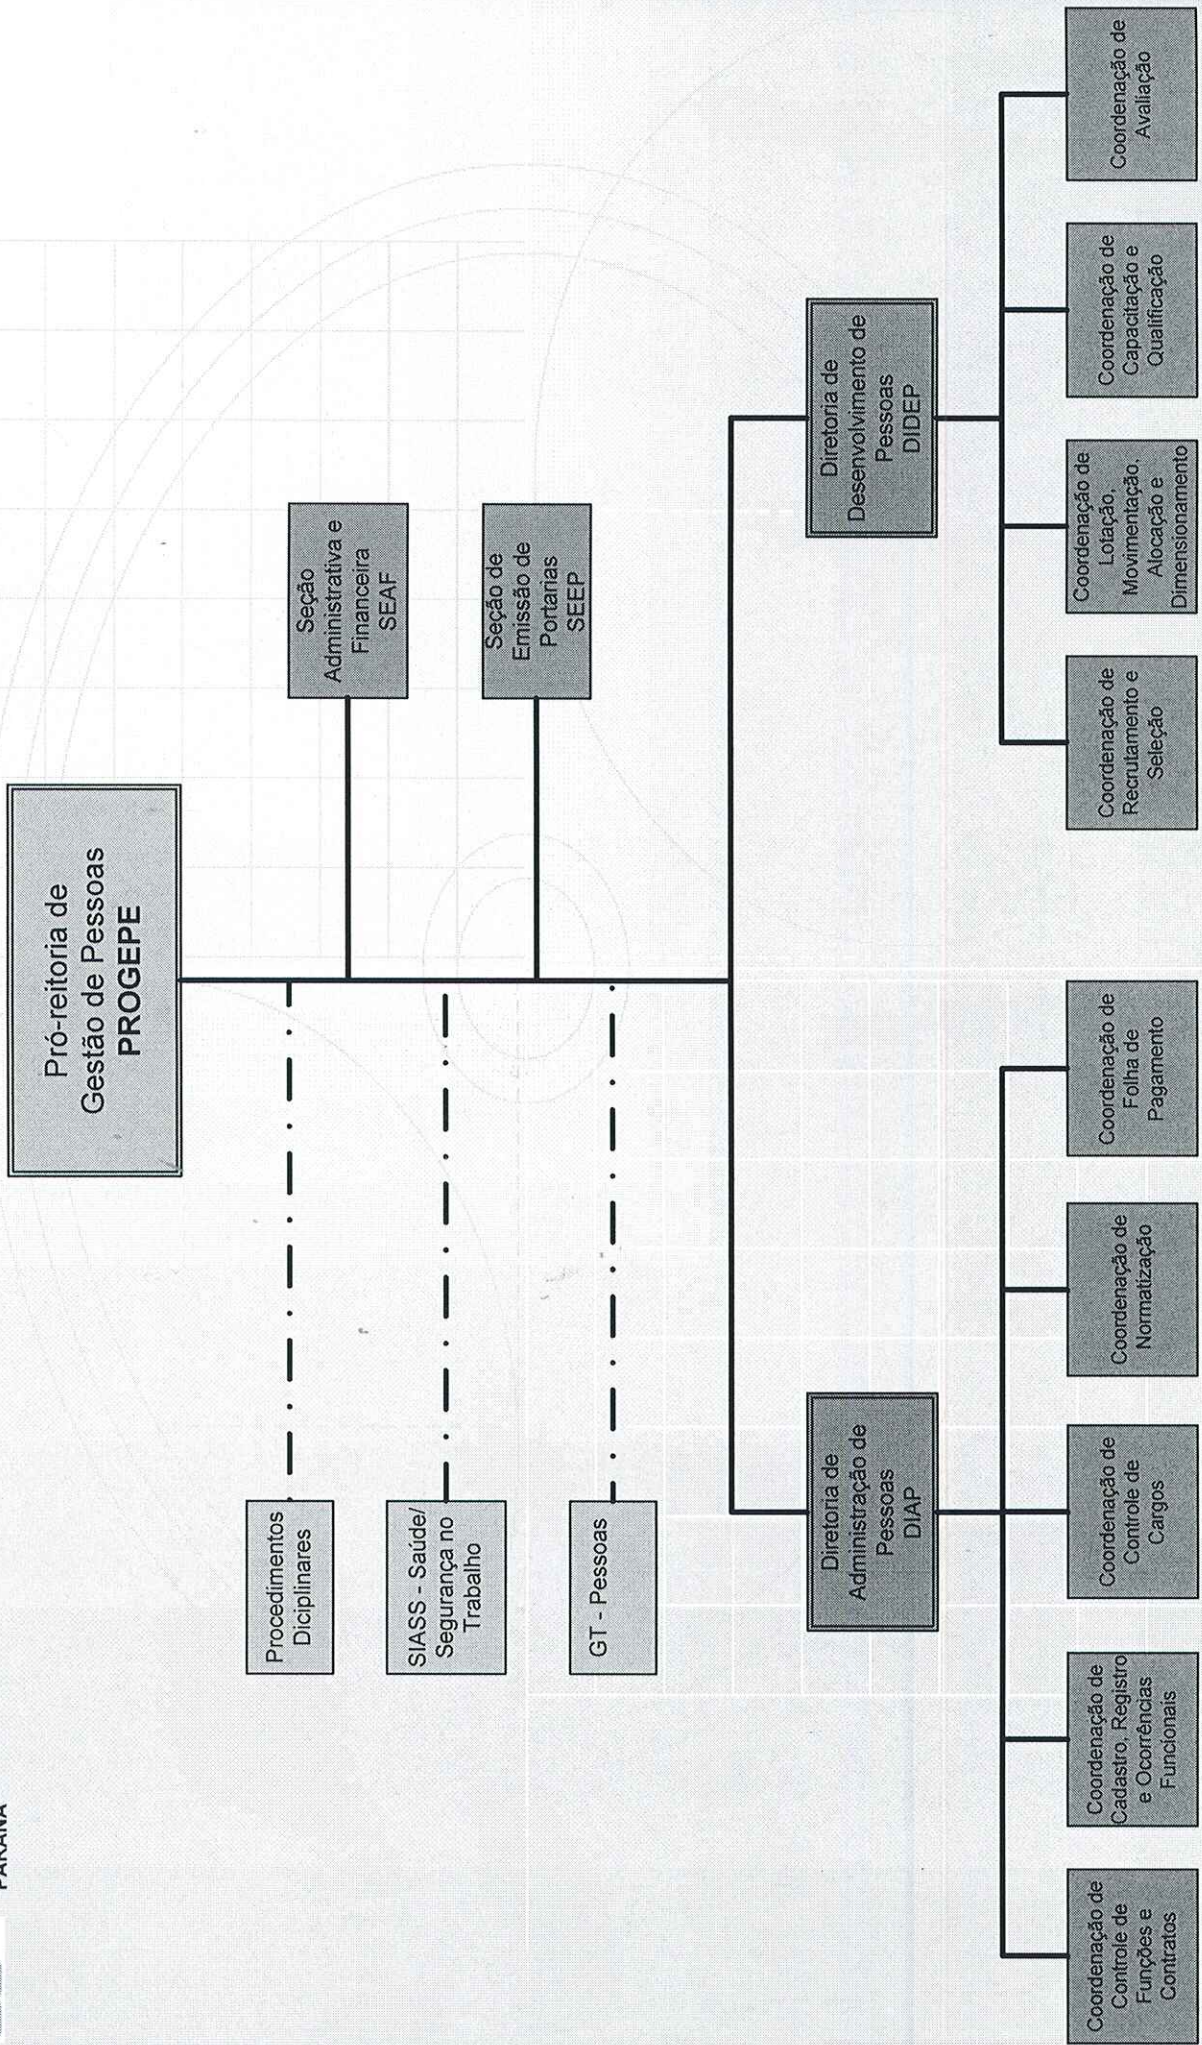 PARANÁ
Pró-reitoria de
Gestão de Pessoas
PROGEPE
Procedimentos
Diciplinares
Seção
Administrativa e
Financeira
SEAF
SIASS - Saúde/
Segurança no
Trabalho
Seção de
Emissão de
Portarias
SEEP
GT - Pessoas
Diretoria de
Administração de
Pessoas
DIAP
Diretoria de
Desenvolvimento de
Pessoas
DIDEP
Coordenação de
Controle de
Funções e
Contratos
Coordenação de
Cadastro, Registro
e Ocorrências
Funcionais
Coordenação de
Controle de
Cargos
Coordenação de
Normatização
Coordenação de
Folha de
Pagamento
Coordenação de
Recrutamento e
Seleção
Coordenação de
Lotação,
Movimentação,
Alocação e
Dimensionamento
Coordenação de
Capacitação e
Qualificação
Coordenação de
Avaliação